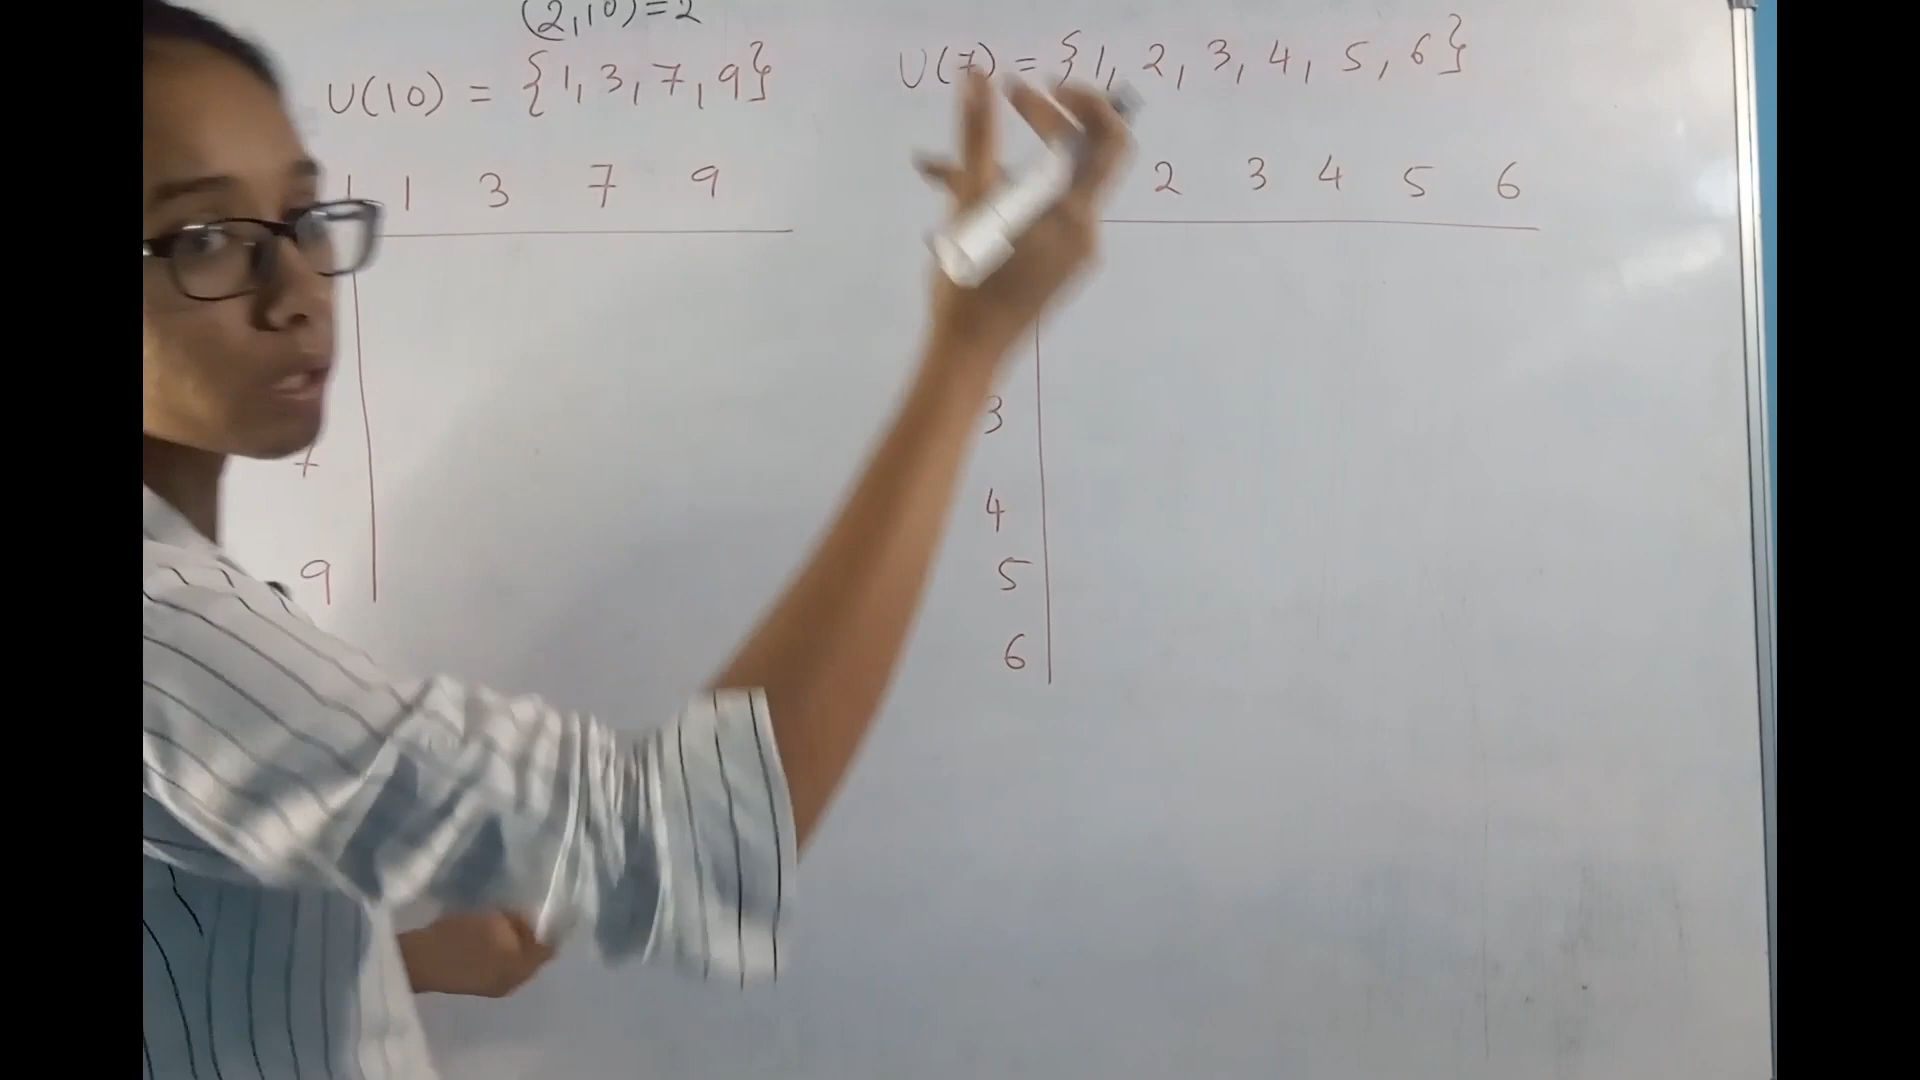 (2,10)=2
U(10) = {1, 3, 7, 9}
1 3 7 9
7
9
U(7) = {1, 2, 3, 4, 5, 6}
2 3 4 5 6
3
4
5
6